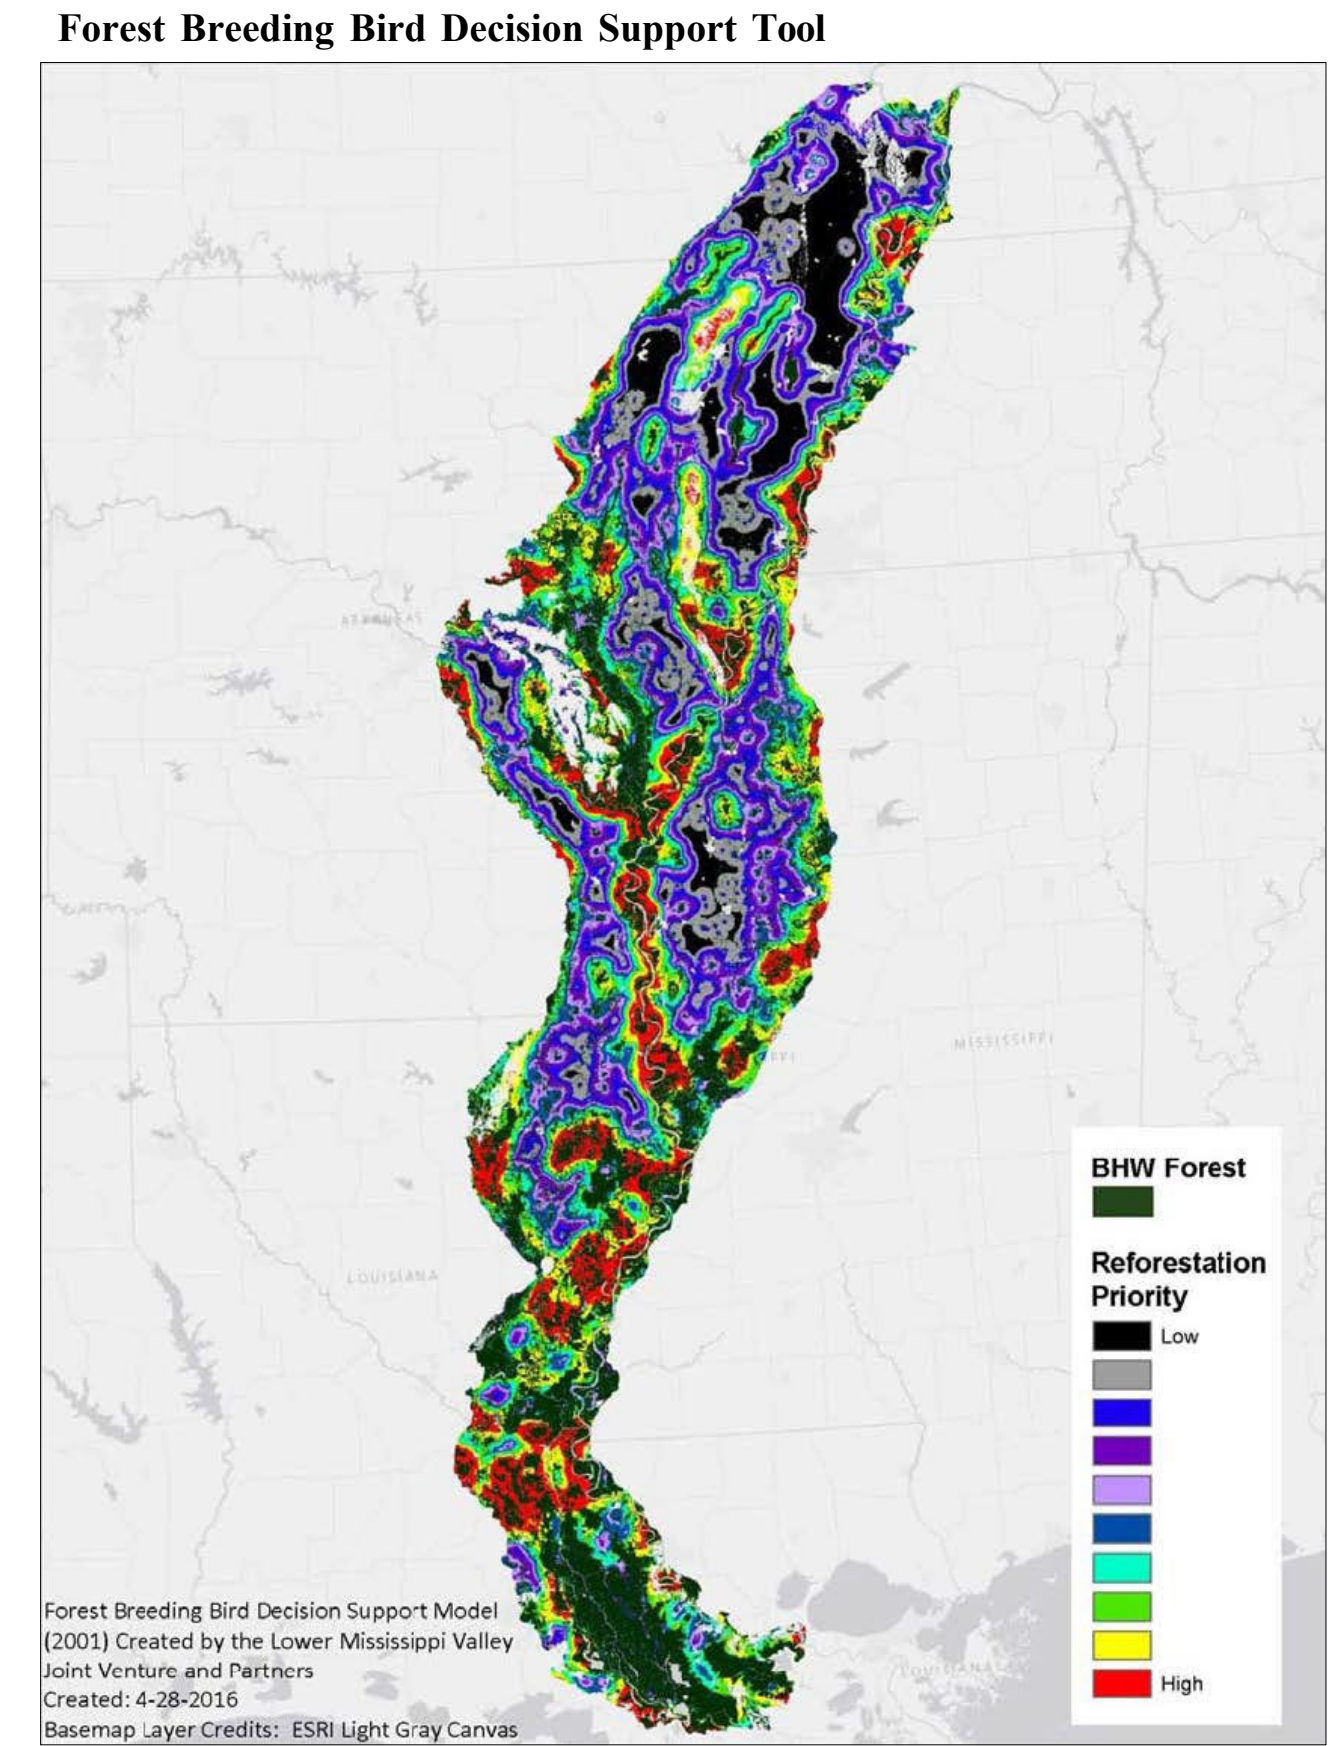 Forest Breeding Bird Decision Support Tool
ARKANSAS
MISSISSIPPI
LOUISIANA
BHW Forest
Reforestation
Priority
Low
High
Forest Breeding Bird Decision Support Model
(2001) Created by the Lower Mississippi Valley
Joint Venture and Partners
Created: 4-28-2016
Basemap Layer Credits: ESRI Light Gray Canvas
LOUISIANA